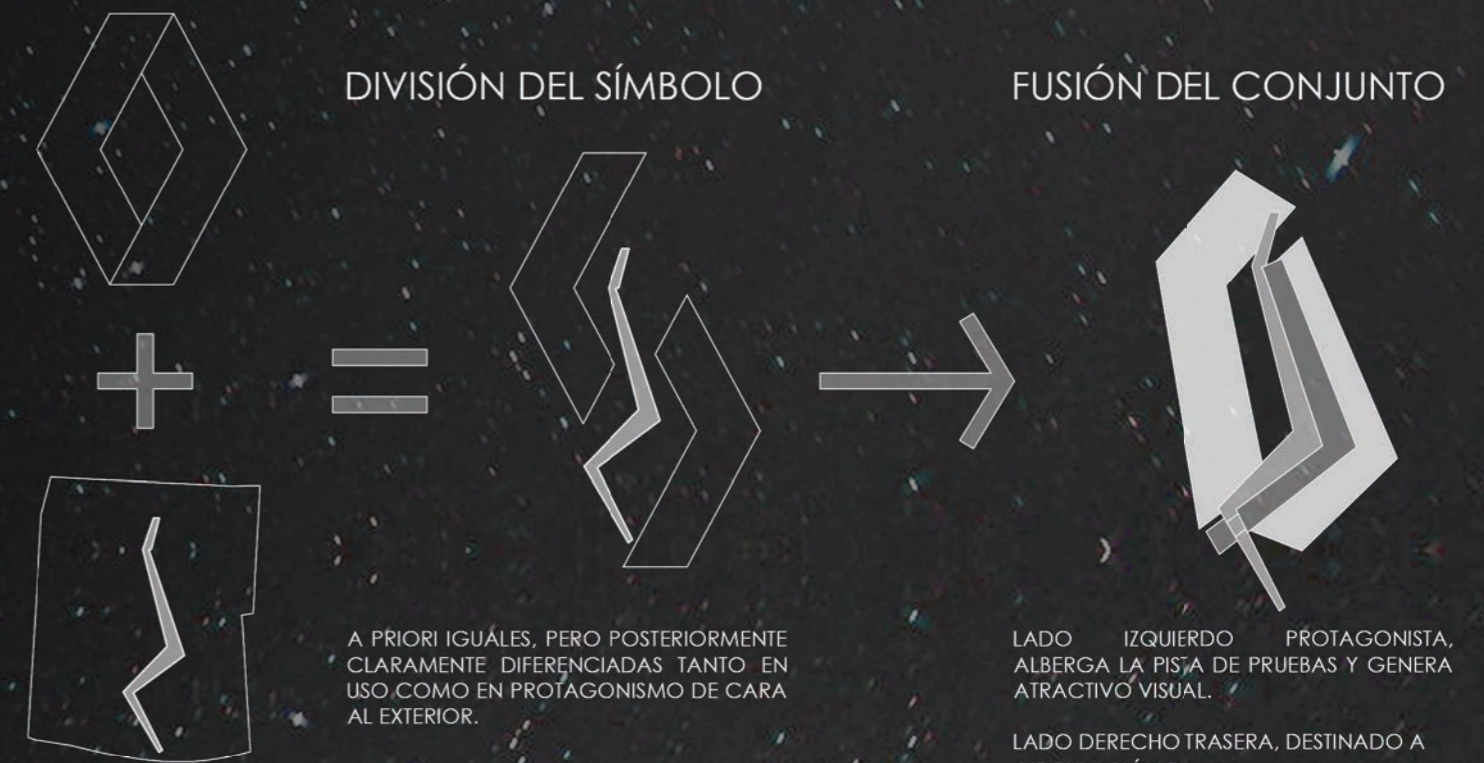 DIVISIÓN DEL SÍMBOLO
FUSIÓN DEL CONJUNTO
A PRIORI IGUALES, PERO POSTERIORMENTE
CLARAMENTE DIFERENCIADAS TANTO EN
USO COMO EN PROTAGONISMO DE CARA
AL EXTERIOR.
LADO IZQUIERDO PROTAGONISTA,
ALBERGA LA PISTA DE PRUEBAS Y GENERA
ATRACTIVO VISUAL.
LADO DERECHO TRASERA, DESTINADO A